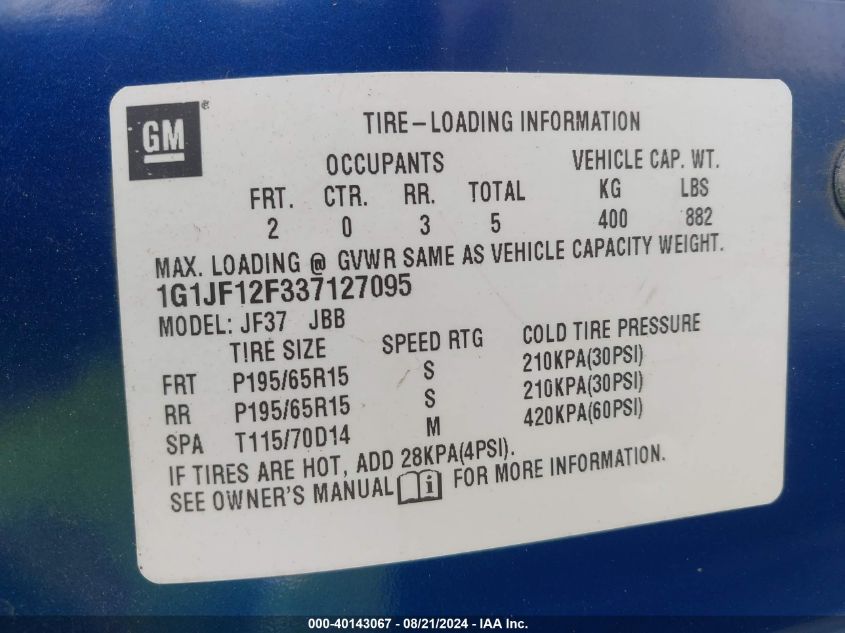 GM ®
TIRE-LOADING INFORMATION
OCCUPANTS VEHICLE CAP. WT.
FRT. CTR. RR. TOTAL KG LBS
2 0 3 5 400 882
MAX. LOADING @ GVWR SAME AS VEHICLE CAPACITY WEIGHT.
1G1JF12F337127095
MODEL: JF37 JBB
TIRE SIZE SPEED RTG COLD TIRE PRESSURE
FRT P195/65R15 S 210KPA(30PSI)
RR P195/65R15 S 210KPA(30PSI)
SPA T115/70D14 M 420KPA(60PSI)
IF TIRES ARE HOT, ADD 28KPA(4PSI).
SEE OWNER'S MANUAL i FOR MORE INFORMATION.
000-40143067 - 08/21/2024 - IAA Inc.